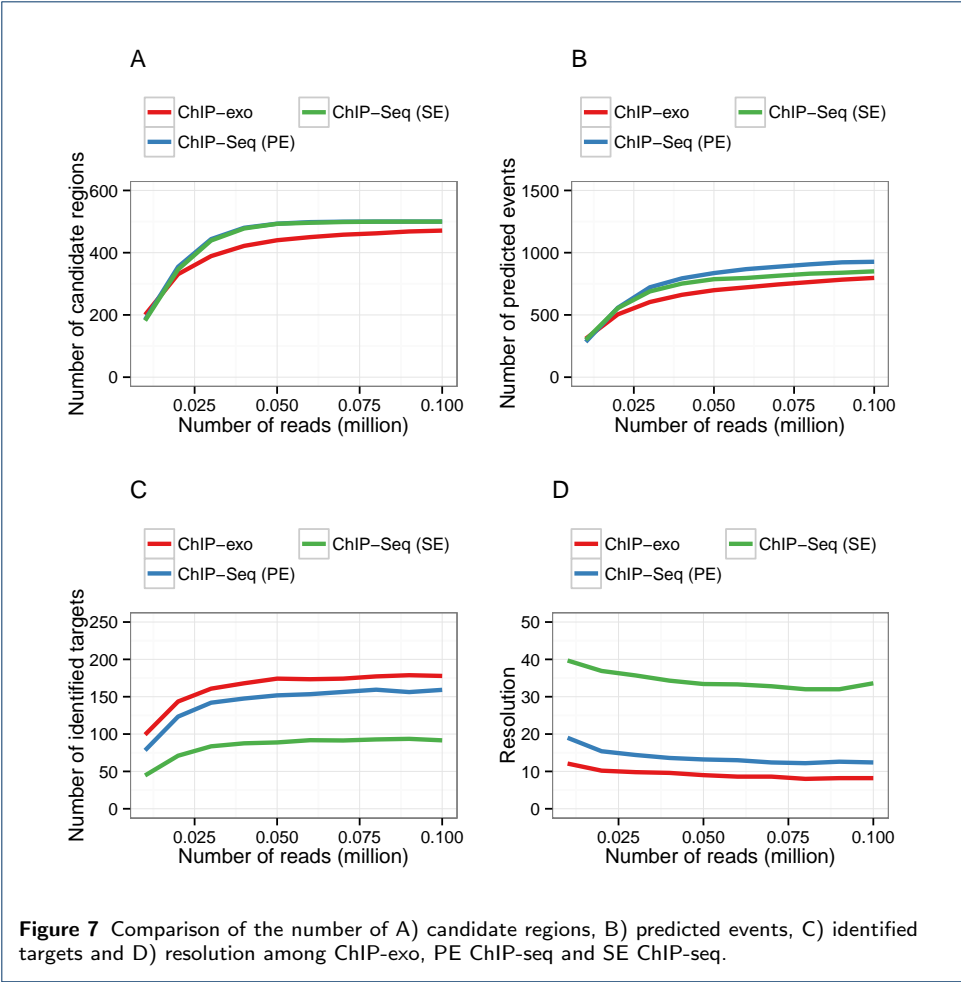 A
ChIP−exo
ChIP−Seq (SE)
ChIP−Seq (PE)
Number of candidate regions
600
400
200
0
0.025
0.050
0.075
0.100
Number of reads (million)
B
ChIP−exo
ChIP−Seq (SE)
ChIP−Seq (PE)
Number of predicted events
1500
1000
500
0
0.025
0.050
0.075
0.100
Number of reads (million)
C
ChIP−exo
ChIP−Seq (SE)
ChIP−Seq (PE)
Number of identified targets
250
200
150
100
50
0
0.025
0.050
0.075
0.100
Number of reads (million)
D
ChIP−exo
ChIP−Seq (SE)
ChIP−Seq (PE)
Resolution
50
40
30
20
10
0
0.025
0.050
0.075
0.100
Number of reads (million)
Figure 7 Comparison of the number of A) candidate regions, B) predicted events, C) identified
targets and D) resolution among ChIP-exo, PE ChIP-seq and SE ChIP-seq.